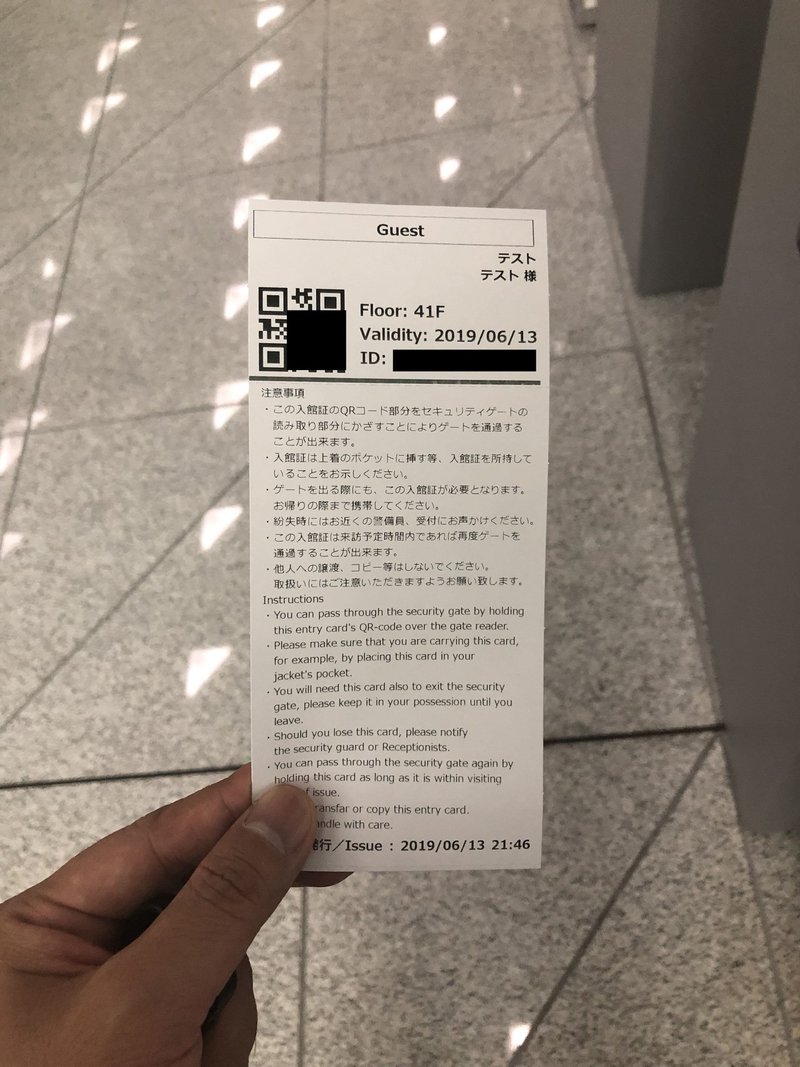 Guest
テスト
テスト 様
Floor: 41F
Validity: 2019/06/13
ID:
注意事項
・この入館証のQRコード部分をセキュリティゲートの
読み取り部分にかざすことによりゲートを通過する
ことが出来ます。
・入館証は上着のポケットに挿す等、入館証を所持して
いることをお示しください。
・ゲートを出る際にも、この入館証が必要となります。
お帰りの際まで携帯してください。
・紛失時にはお近くの警備員、受付にお声かけください。
・この入館証は来訪予定時間内であれば再度ゲートを
通過することが出来ます。
・他人への譲渡、コピー等はしないでください。
取扱いにはご注意いただきますようお願い致します。
Instructions
・You can pass through the security gate by holding
this entry card's QR-code over the gate reader.
・Please make sure that you are carrying this card,
for example, by placing this card in your
jacket's pocket.
・You will need this card also to exit the security
gate, please keep it in your possession until you
leave.
・Should you lose this card, please notify
the security guard or Receptionists.
・You can pass through the security gate again by
holding this card as long as it is within visiting
of issue.
or copy this entry card.
with care.
行／Issue : 2019/06/13 21:46